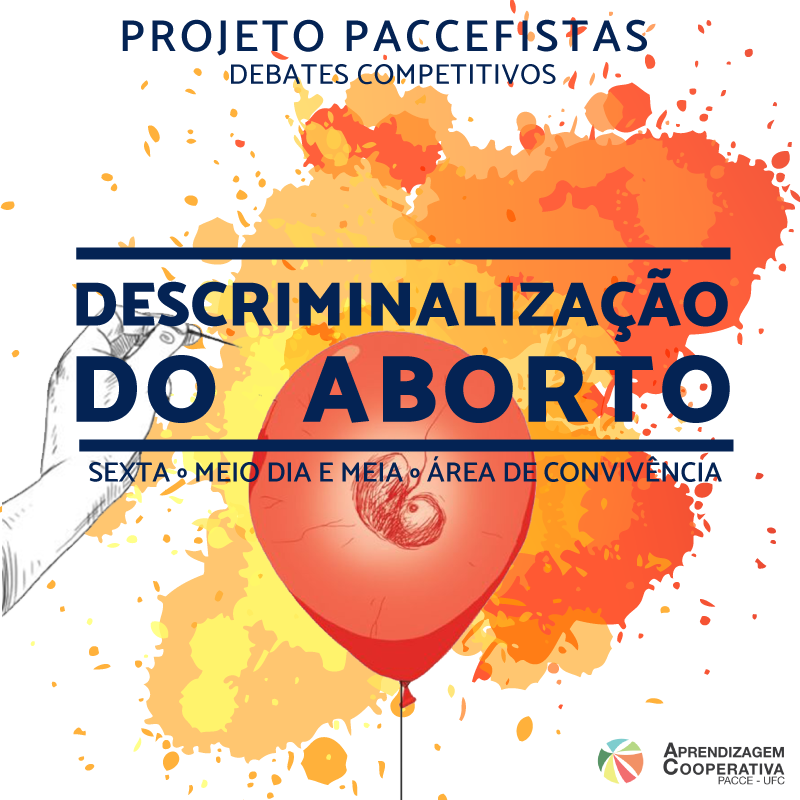 PROJETO PACCEFISTAS
DEBATES COMPETITIVOS
DESCRIMINALIZAÇÃO
DO ABORTO
SEXTA º MEIO DIA E MEIA º ÁREA DE CONVIVÊNCIA
APRENDIZAGEM
COOPERATIVA
PACCE - UFC